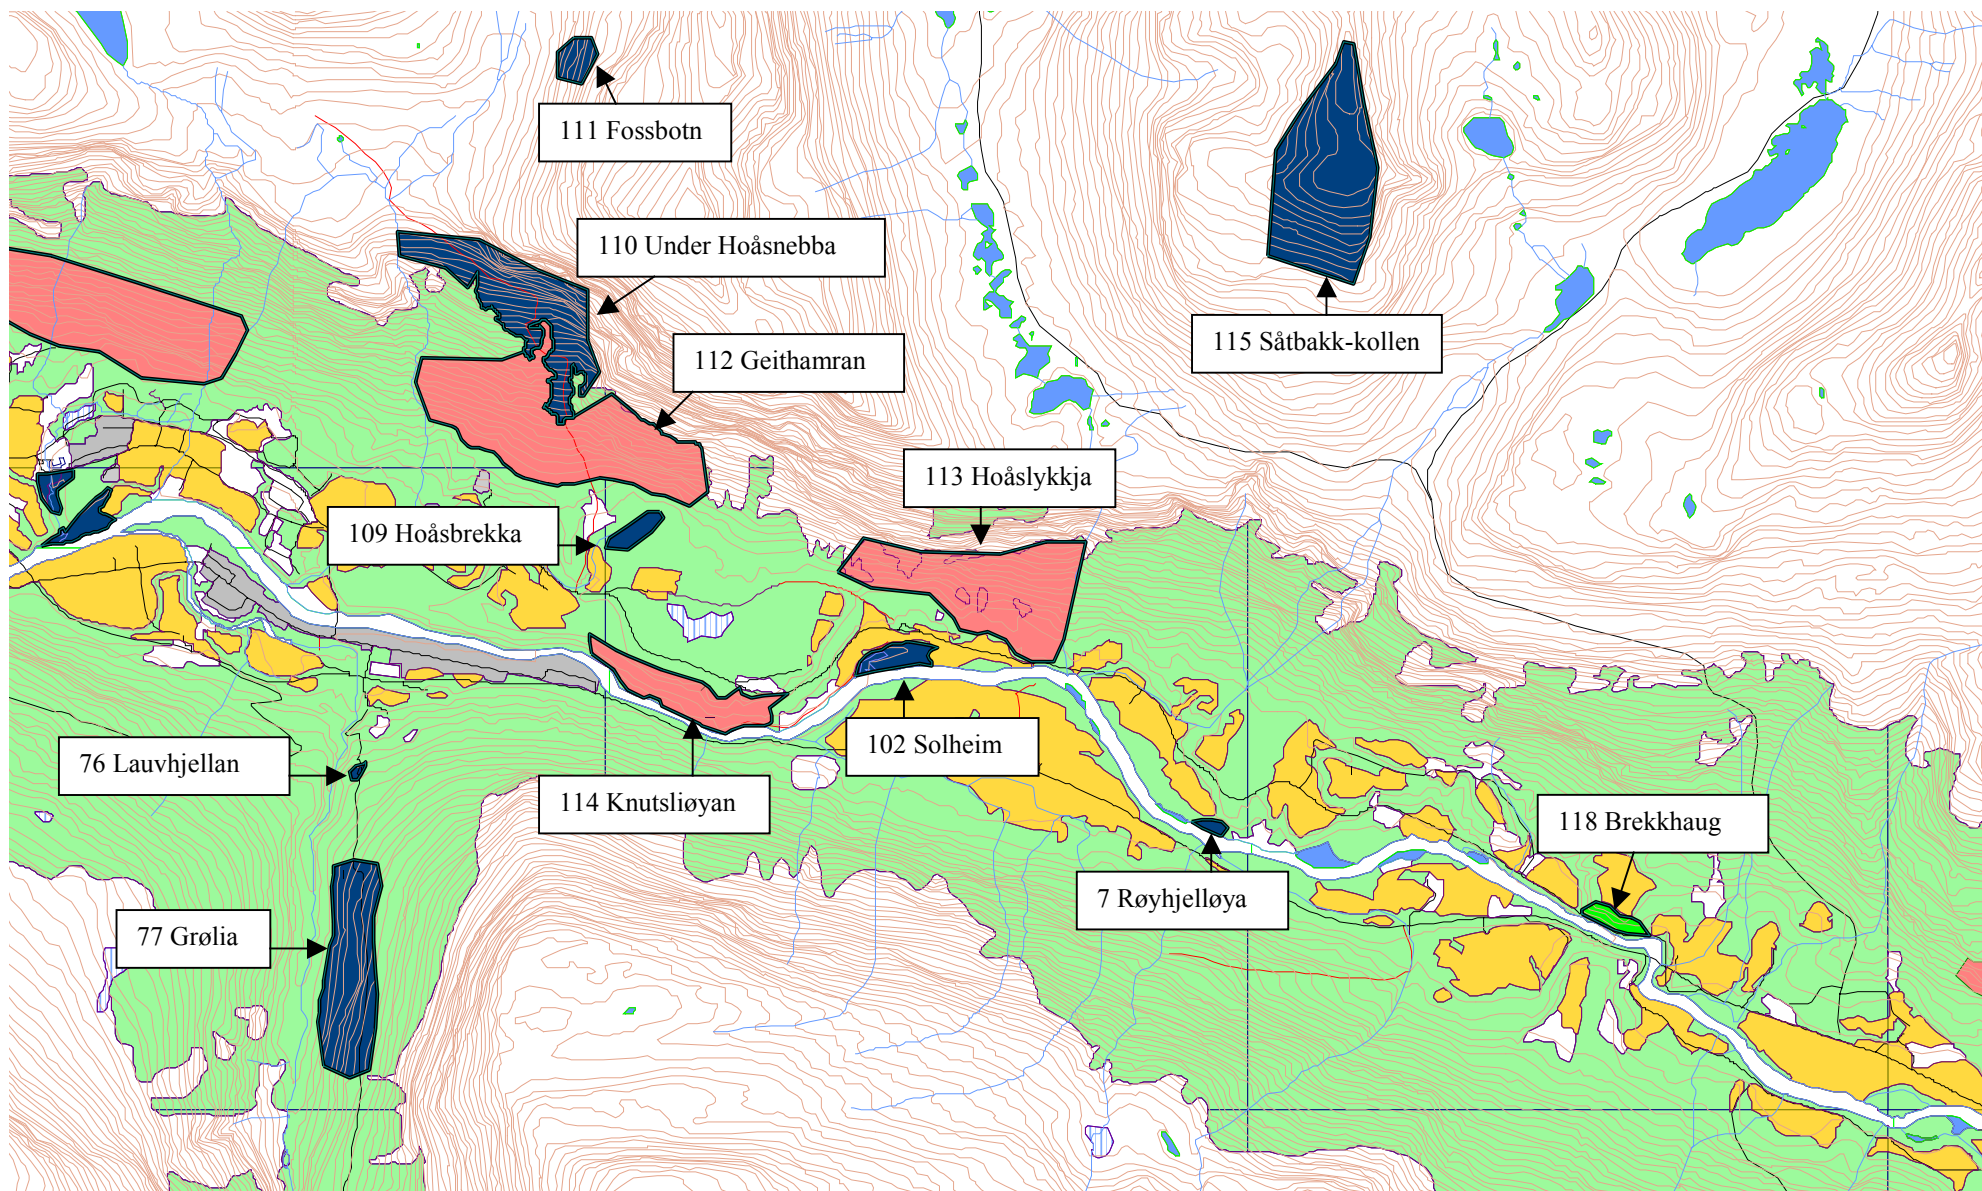 111 Fossbotn
110 Under Hoåsnebba
115 Såtbakk-kollen
112 Geithamran
113 Hoåslykkja
109 Hoåsbrekka
102 Solheim
76 Lauvhjellan
114 Knutsliøyan
118 Brekkhaug
7 Røyhjelløya
77 Grølia